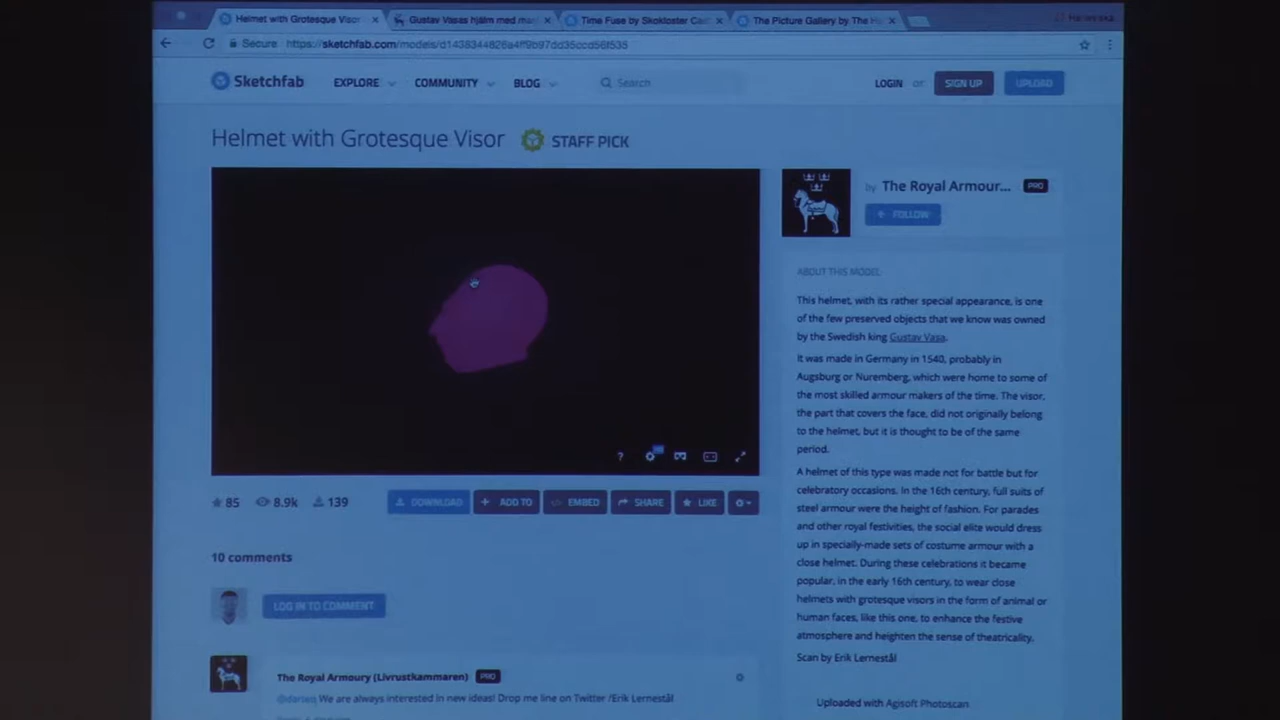 Helmet with Grotesque Visor
Gustav Vasas hjälm med mas
Time Fuse by Skokloster Cas
The Picture Gallery by The H
Secure
https://sketchfab.com/models/d1438344826a4ff9b97dd35ccd56f535
Sketchfab
EXPLORE
COMMUNITY
BLOG
Search
LOGIN or
SIGN UP
UPLOAD
Helmet with Grotesque Visor
STAFF PICK
by The Royal Armour... PRO
+ FOLLOW
ABOUT THIS MODEL
This helmet, with its rather special appearance, is one
of the few preserved objects that we know was owned
by the Swedish king Gustav Vasa.
It was made in Germany in 1540, probably in
Augsburg or Nuremberg, which were home to some of
the most skilled armour makers of the time. The visor,
the part that covers the face, did not originally belong
to the helmet, but it is thought to be of the same
period.
A helmet of this type was made not for battle but for
celebratory occasions. In the 16th century, full suits of
steel armour were the height of fashion. For parades
and other royal festivities, the social elite would dress
up in specially-made sets of costume armour with a
close helmet. During these celebrations it became
popular, in the early 16th century, to wear close
helmets with grotesque visors in the form of animal or
human faces, like this one, to enhance the festive
atmosphere and heighten the sense of theatricality.
Scan by Erik Lernestål
Uploaded with Agisoft Photoscan
?
85
8.9k
139
DOWNLOAD
+ ADD TO
EMBED
SHARE
LIKE
10 comments
LOG IN TO COMMENT
The Royal Armoury (Livrustkammaren) PRO
We are always interested in new ideas! Drop me line on Twitter /Erik Lernestål